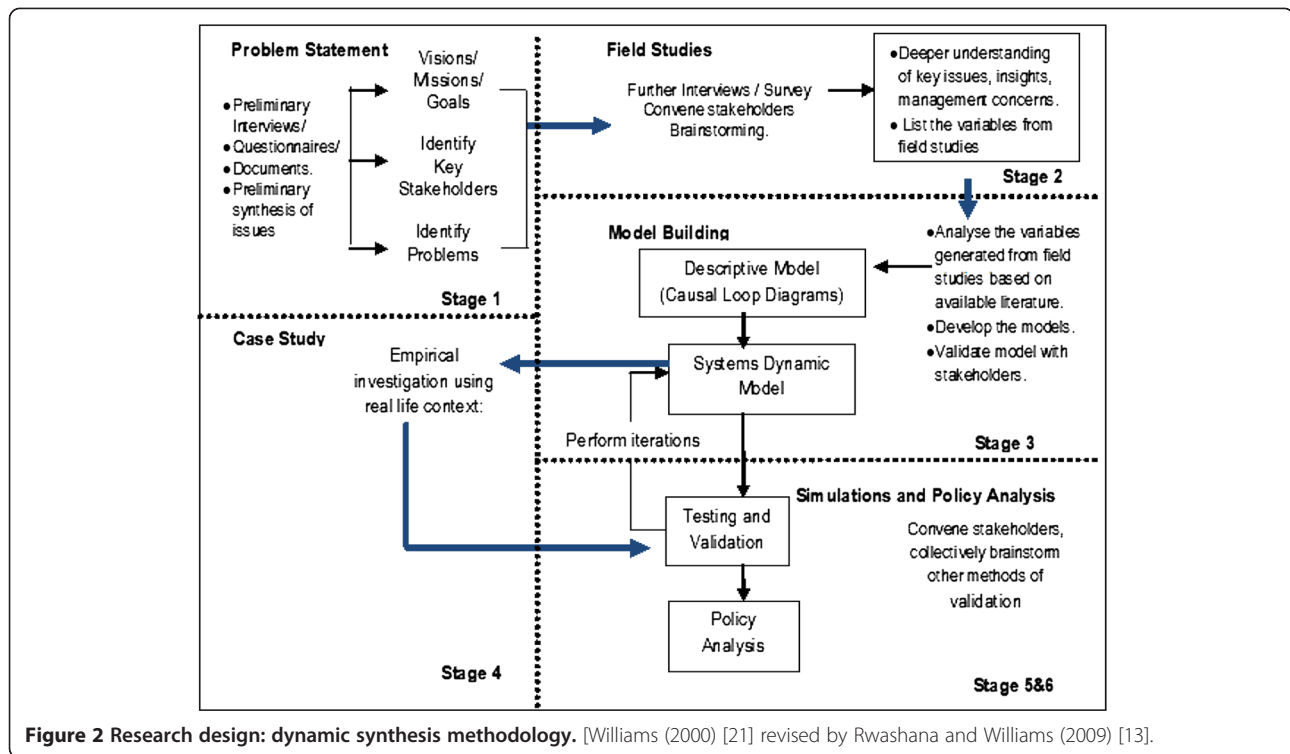 Problem Statement
● Preliminary
Interviews/
● Questionnaires/
● Documents.
● Preliminary
synthesis of
issues
Visions/
Missions/
Goals
Identify
Key
Stakeholders
Identify
Problems
Stage 1
Field Studies
Further Interviews / Survey
Convene stakeholders
Brainstorming.
●Deeper understanding
of key issues, insights,
management concerns.
● List the variables from
field studies
Stage 2
Model Building
Descriptive Model
(Causal Loop Diagrams)
Systems Dynamic
Model
●Analyse the variables
generated from field
studies based on
available literature.
●Develop the models.
●Validate model with
stakeholders.
Perform iterations
Stage 3
Case Study
Empirical
investigation using
real life context:
Stage 4
Simulations and Policy Analysis
Testing and
Validation
Policy
Analysis
Convene stakeholders,
collectively brainstorm
other methods of
validation
Stage 5&6
Figure 2 Research design: dynamic synthesis methodology. [Williams (2000) [21] revised by Rwashana and Williams (2009) [13].